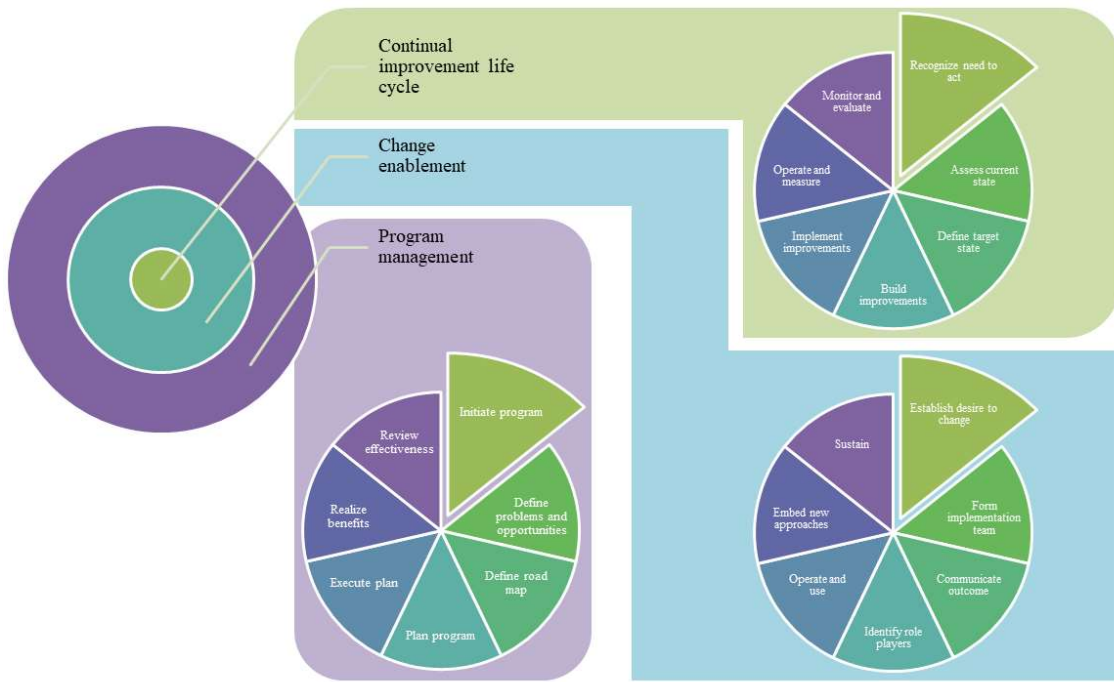 Continual
improvement life
cycle
Change
enablement
Program
management
Recognize need to
act
Assess current
state
Define target
state
Build
improvements
Implement
improvements
Operate and
measure
Monitor and
evaluate
Initiate program
Define
problems and
opportunities
Define road
map
Plan program
Execute plan
Realize
benefits
Review
effectiveness
Establish desire to
change
Form
implementation
team
Communicate
outcome
Identify role
players
Operate and
use
Embed new
approaches
Sustain